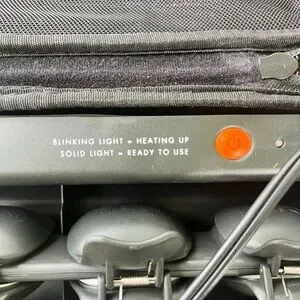 BLINKING LIGHT = HEATING UP
SOLID LIGHT = READY TO USE